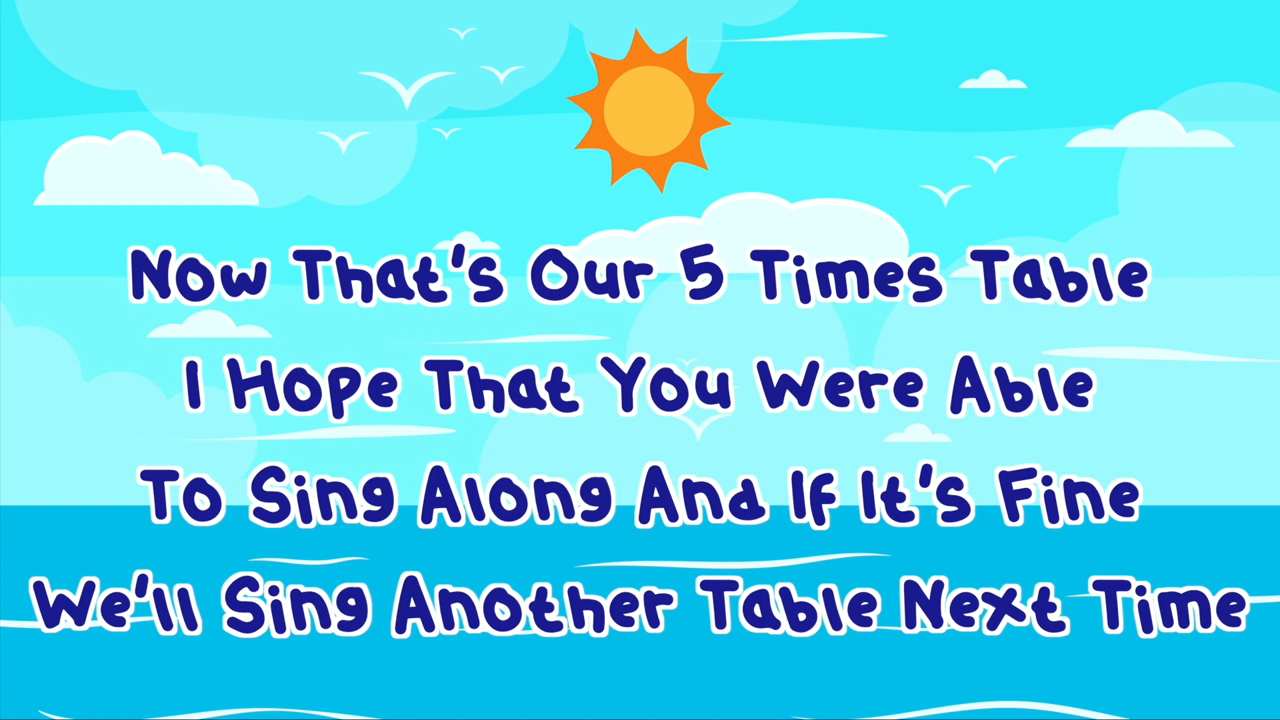 Now That's Our 5 Times Table
I Hope That You Were Able
To Sing Along And If It's Fine
We'll Sing Another Table Next Time